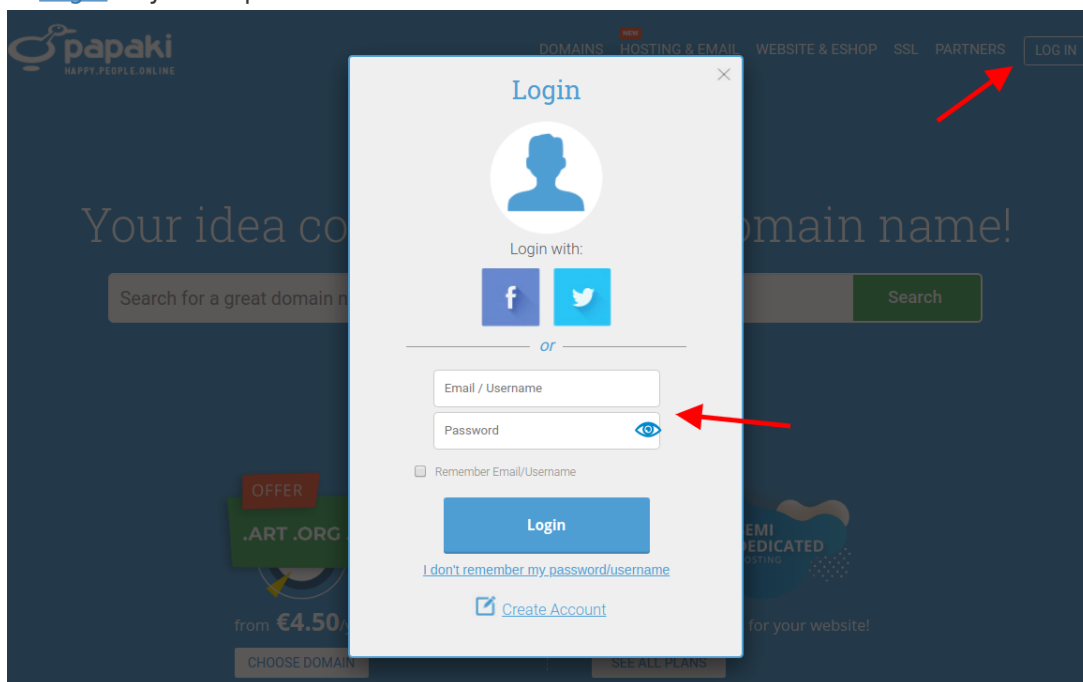 Login
papaki
HAPPY.PEOPLE.ONLINE
NEW
DOMAINS HOSTING & EMAIL WEBSITE & ESHOP SSL PARTNERS LOG IN
Login
Login with:
or
Your idea co
omain name!
Search for a great domain n
Search
Email / Username
Password
Remember Email/Username
Login
I don't remember my password/username
Create Account
OFFER
.ART .ORG
from €4.50/
CHOOSE DOMAIN
EMI
DEDICATED
HOSTING
for your website!
SEE ALL PLANS